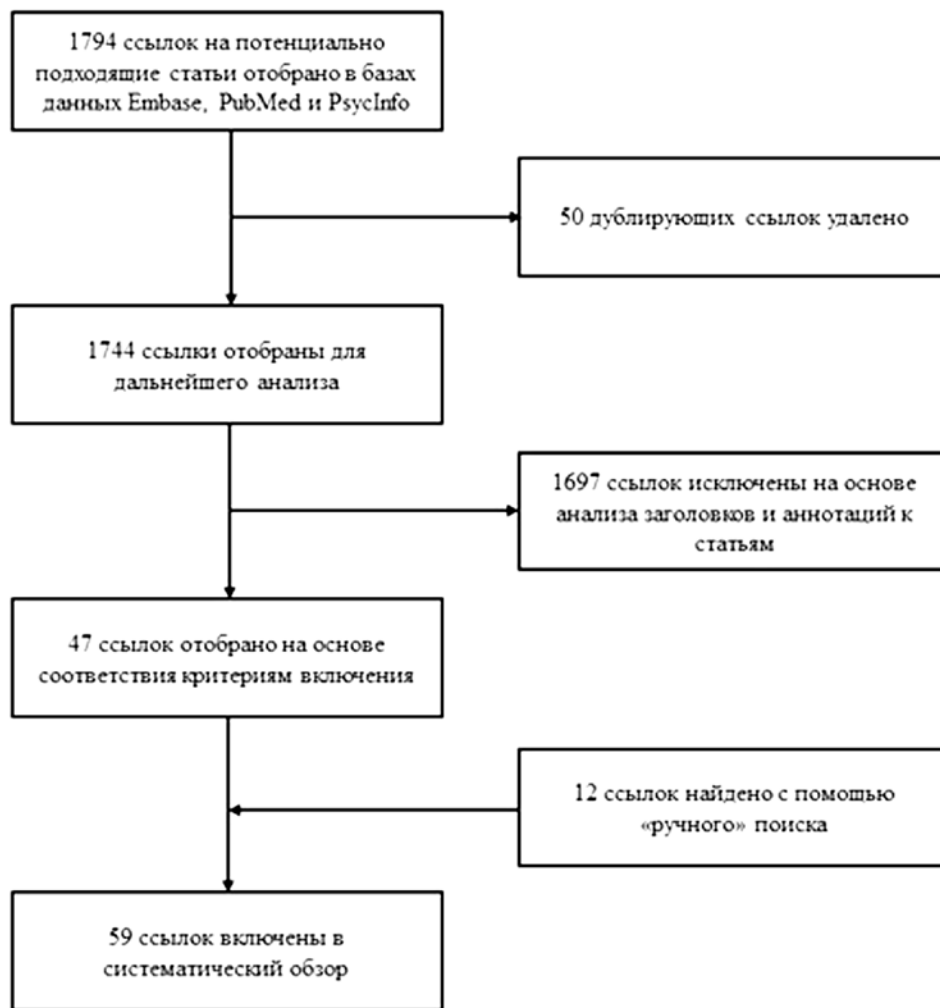 1794 ссылок на потенциально
подходящие статьи отобрано в базах
данных Embase, PubMed и PsycInfo
50 дублирующих ссылок удалено
1744 ссылки отобраны для
дальнейшего анализа
1697 ссылок исключены на основе
анализа заголовков и аннотаций к
статьям
47 ссылок отобрано на основе
соответствия критериям включения
12 ссылок найдено с помощью
«ручного» поиска
59 ссылок включены в
систематический обзор